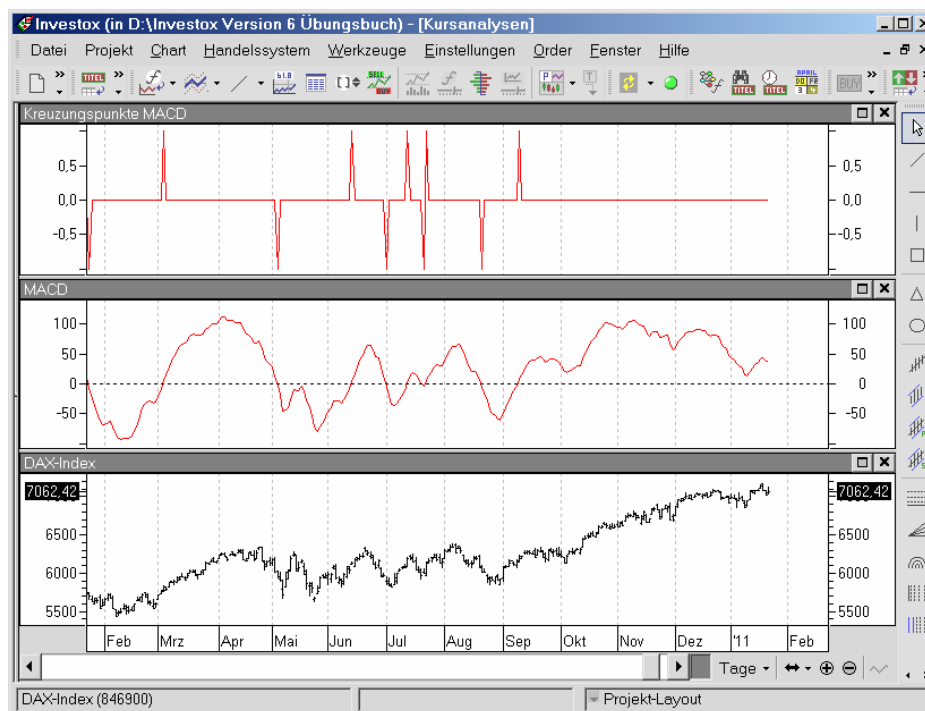 Investox (in D:\Investox Version 6 Übungsbuch) - [Kursanalysen]
Datei Projekt Chart Handelssystem Werkzeuge Einstellungen Order Fenster Hilfe
TITEL TITEL TITEL APRIL BUY
Kreuzungspunkte MACD
0,5 0,5
0,0 0,0
-0,5 -0,5
MACD
100 100
50 50
0 0
-50 -50
DAX-Index
7062,42 7062,42
6500 6500
6000 6000
5500 5500
Feb Mrz Apr Mai Jun Jul Aug Sep Okt Nov Dez '11 Feb
Tage
DAX-Index (846900) Projekt-Layout